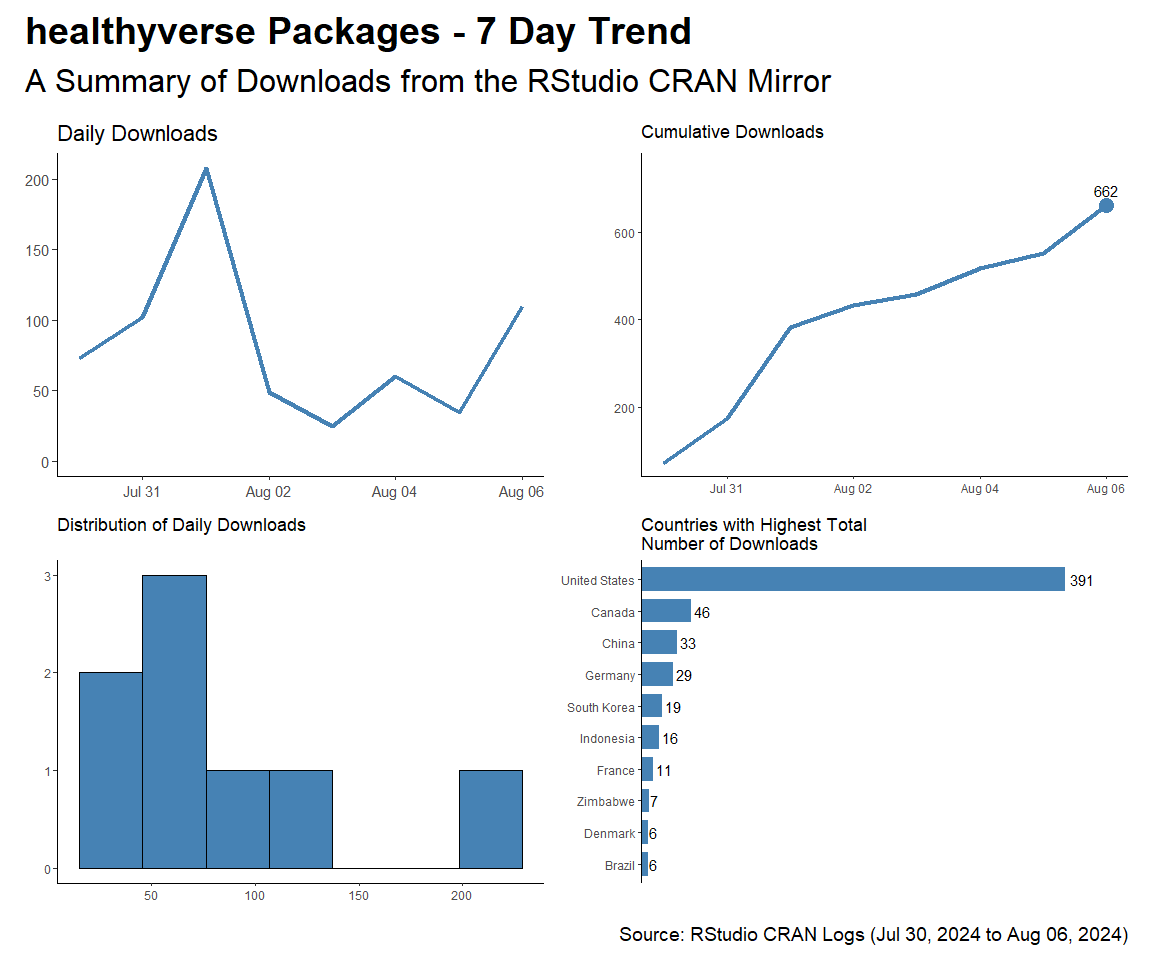 healthyverse Packages - 7 Day Trend
A Summary of Downloads from the RStudio CRAN Mirror
Daily Downloads
200
150
100
50
0
Jul 31 Aug 02 Aug 04 Aug 06
Cumulative Downloads
662
600
400
200
Jul 31 Aug 02 Aug 04 Aug 06
Distribution of Daily Downloads
3
2
1
0
50 100 150 200
Countries with Highest Total
Number of Downloads
United States 391
Canada 46
China 33
Germany 29
South Korea 19
Indonesia 16
France 11
Zimbabwe 7
Denmark 6
Brazil 6
Source: RStudio CRAN Logs (Jul 30, 2024 to Aug 06, 2024)